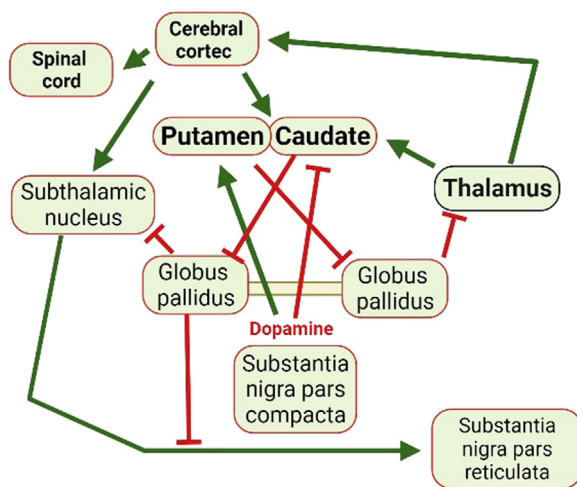 Cerebral
cortec
Spinal
cord
Putamen
Caudate
Thalamus
Subthalamic
nucleus
Globus
pallidus
Globus
pallidus
Dopamine
Substantia
nigra pars
compacta
Substantia
nigra pars
reticulata